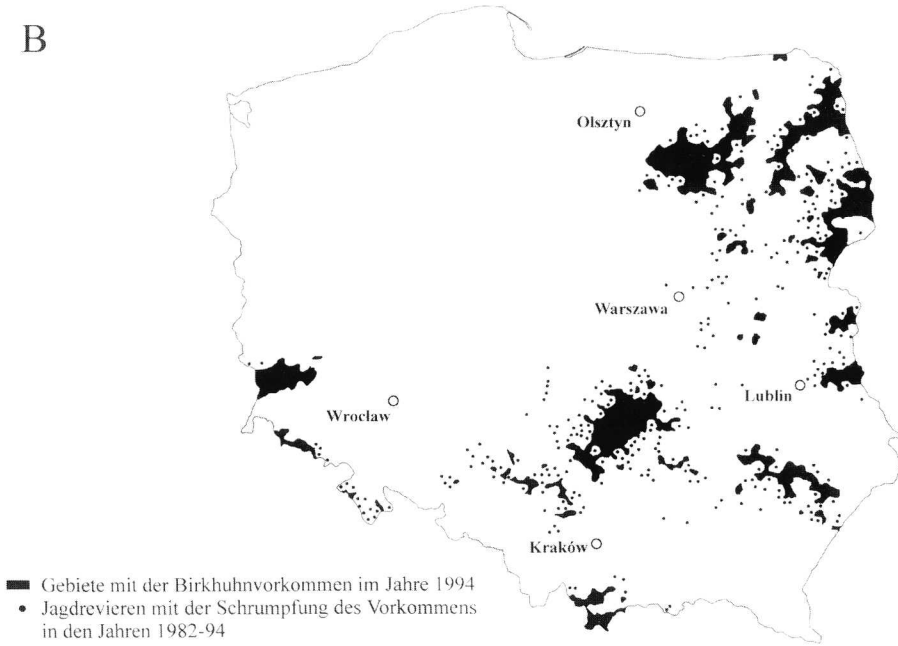 B
Olsztyn
Warszawa
Lublin
Wrocław
Kraków
Gebiete mit der Birkhuhnvorkommen im Jahre 1994
Jagdrevieren mit der Schrumpfung des Vorkommens
in den Jahren 1982-94